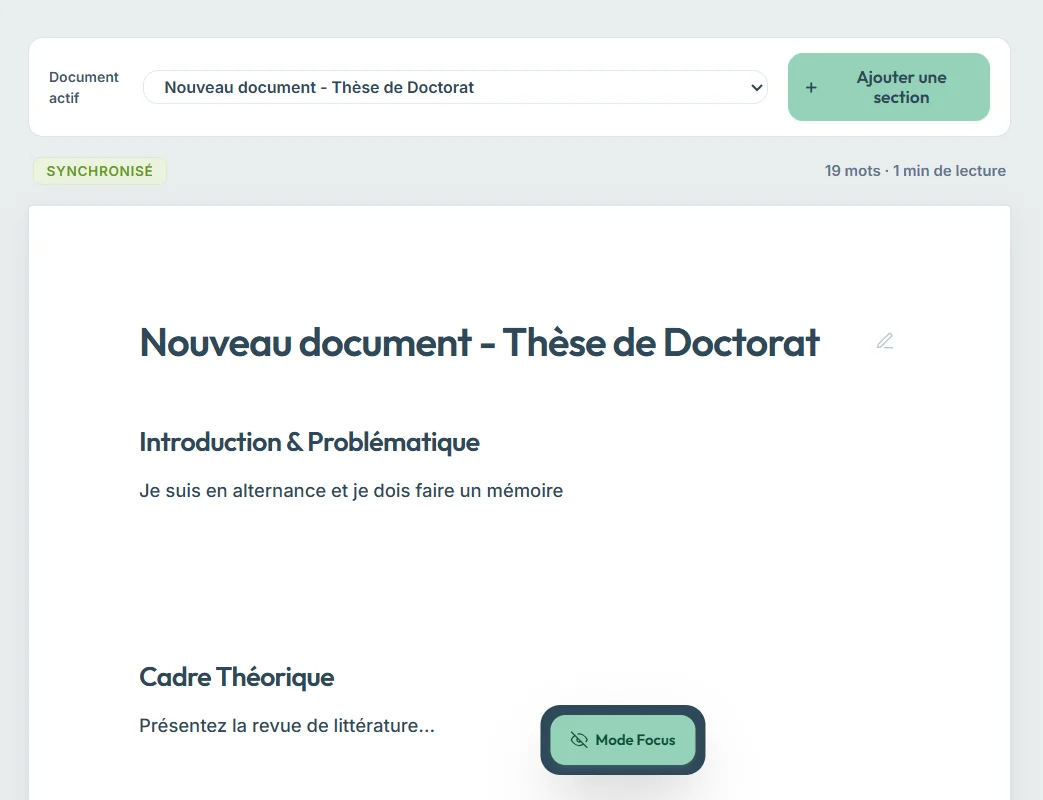 Document
actif
Nouveau document - Thèse de Doctorat
+ Ajouter une
section
SYNCHRONISÉ
19 mots · 1 min de lecture
Nouveau document - Thèse de Doctorat
Introduction & Problématique
Je suis en alternance et je dois faire un mémoire
Cadre Théorique
Présentez la revue de littérature...
Mode Focus